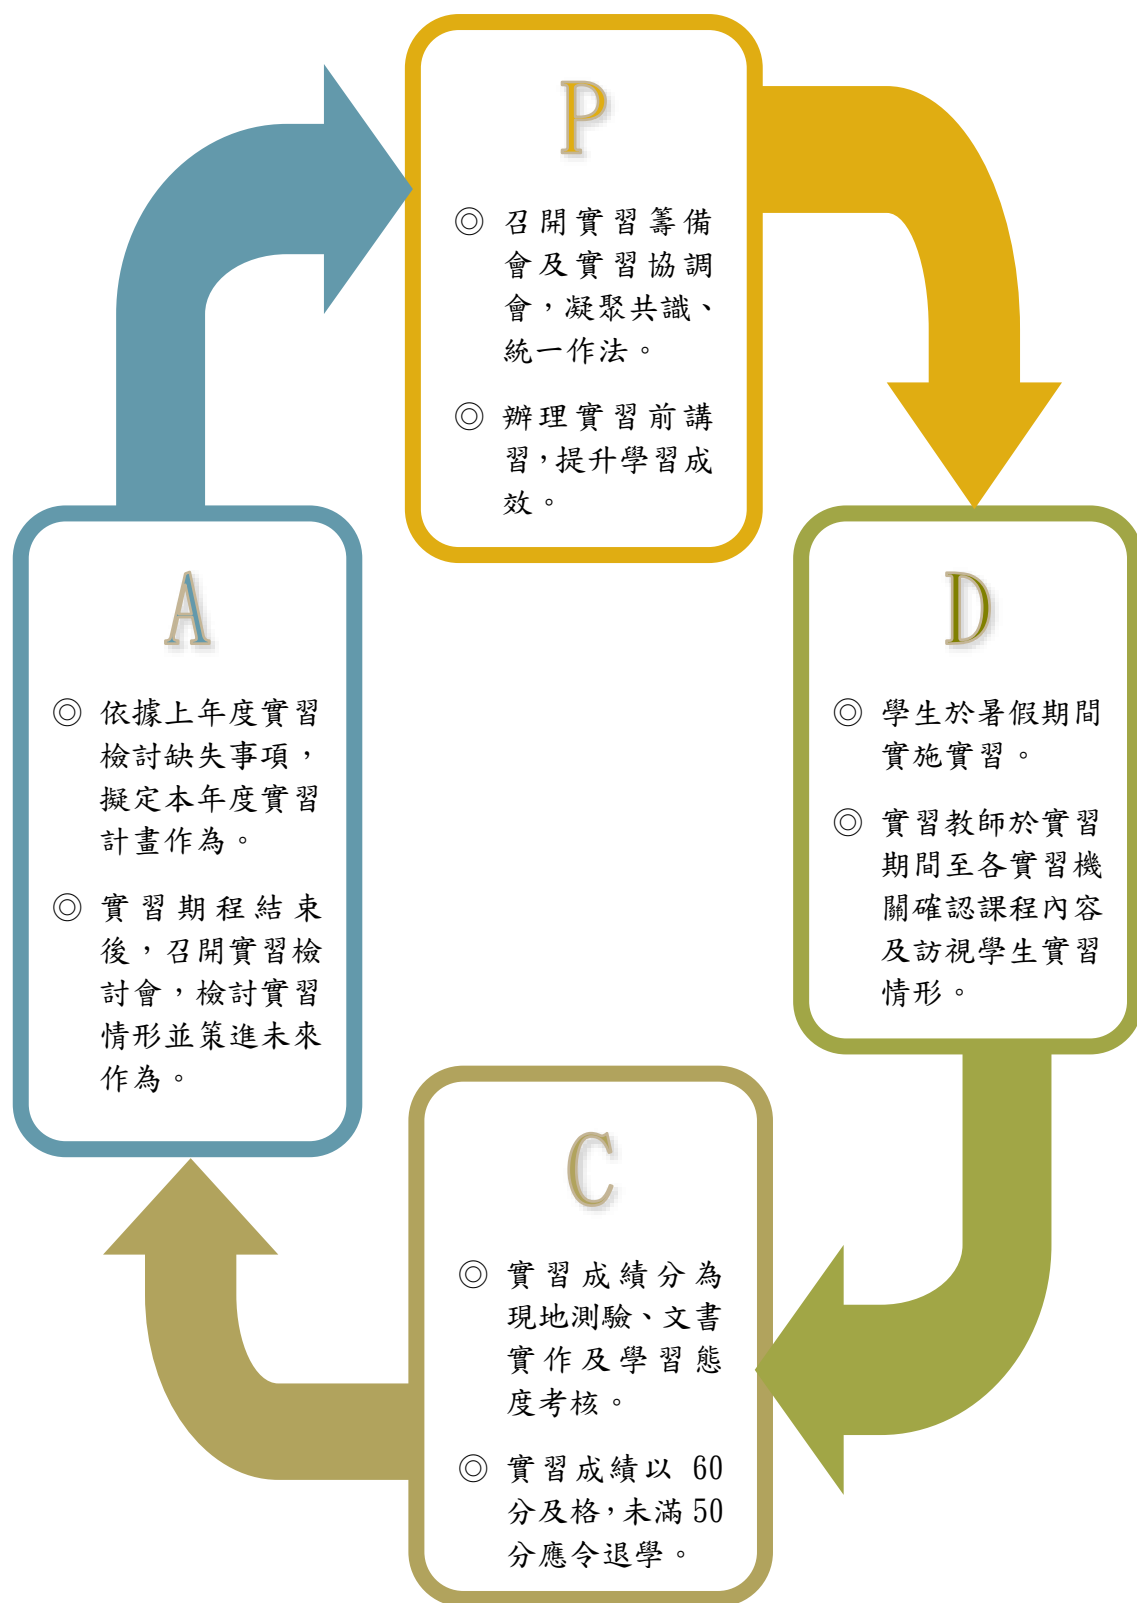 P
◎ 召開實習籌備
會及實習協調
會，凝聚共識、
統一作法。
◎ 辦理實習前講
習，提升學習成
效。
D
◎ 學生於暑假期間
實施實習。
◎ 實習教師於實習
期間至各實習機
關確認課程內容
及訪視學生實習
情形。
C
◎ 實習成績分為
現地測驗、文書
實作及學習態
度考核。
◎ 實習成績以 60
分及格，未滿 50
分應令退學。
A
◎ 依據上年度實習
檢討缺失事項，
擬定本年度實習
計畫作為。
◎ 實習期程結束
後，召開實習檢
討會，檢討實習
情形並策進未來
作為。